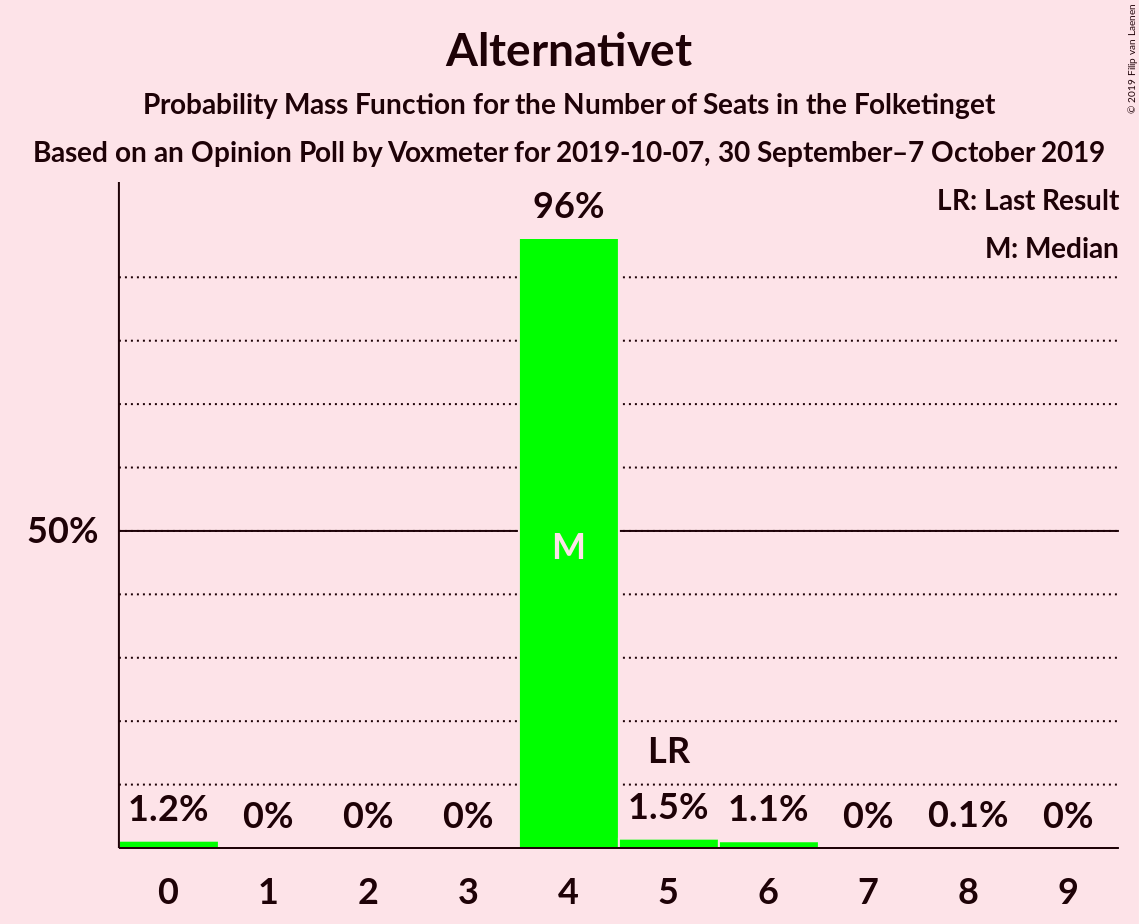 Alternativet
Probability Mass Function for the Number of Seats in the Folketinget
Based on an Opinion Poll by Voxmeter for 2019-10-07, 30 September–7 October 2019
© 2019 Filip van Laenen
LR: Last Result
M: Median
96%
50%
M
LR
1.2% 0% 0% 0% 1.5% 1.1% 0% 0.1% 0%
0 1 2 3 4 5 6 7 8 9